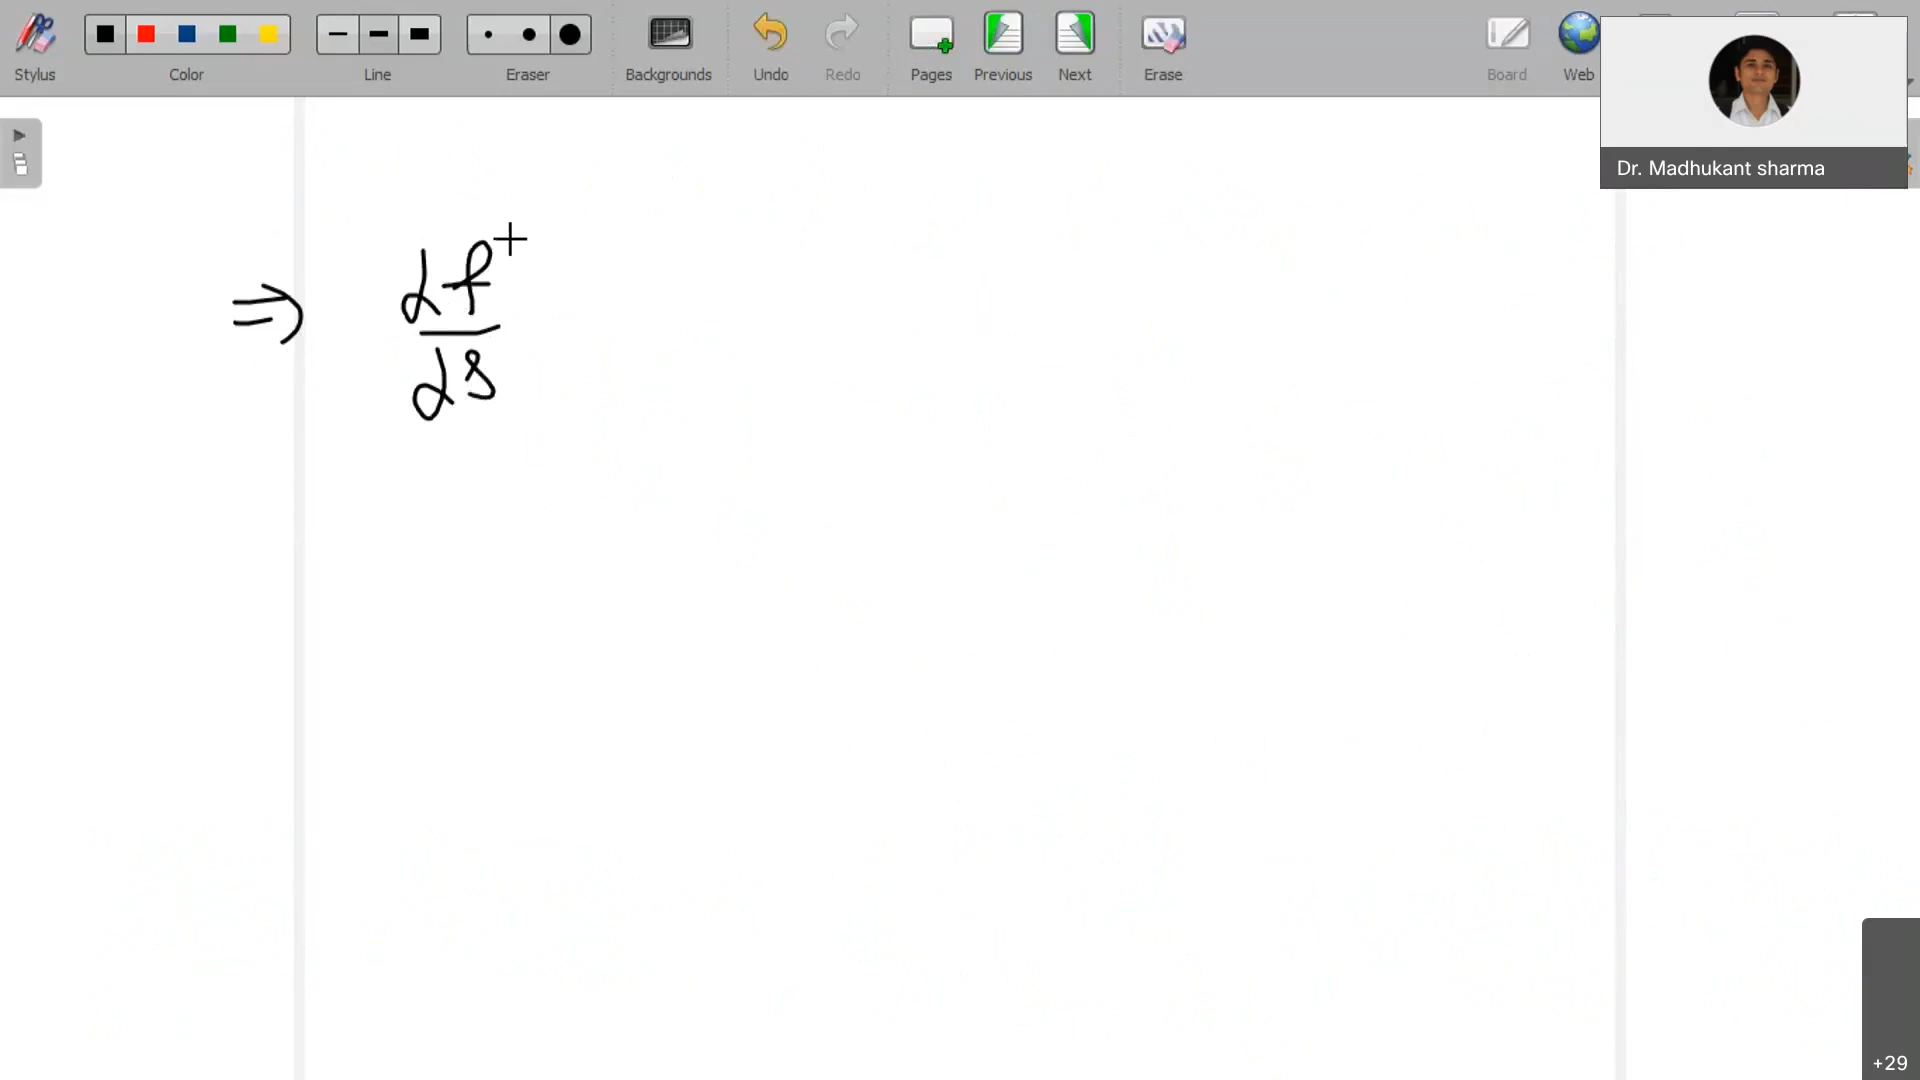 Stylus Color Line Eraser Backgrounds Undo Redo Pages Previous Next Erase Board Web
Dr. Madhukant sharma
⇒ df
ds
+29